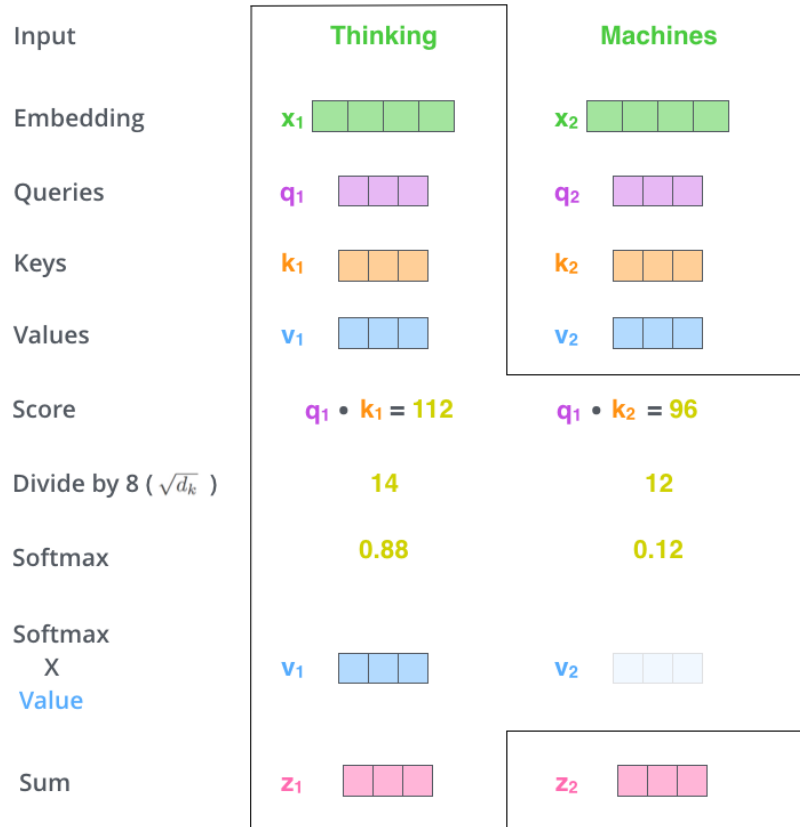 Input Thinking Machines
Embedding x₁ x₂
Queries q₁ q₂
Keys k₁ k₂
Values v₁ v₂
Score q₁ • k₁ = 112 q₁ • k₂ = 96
Divide by 8 ( √dₖ ) 14 12
Softmax 0.88 0.12
Softmax
X
Value v₁ v₂
Sum z₁ z₂